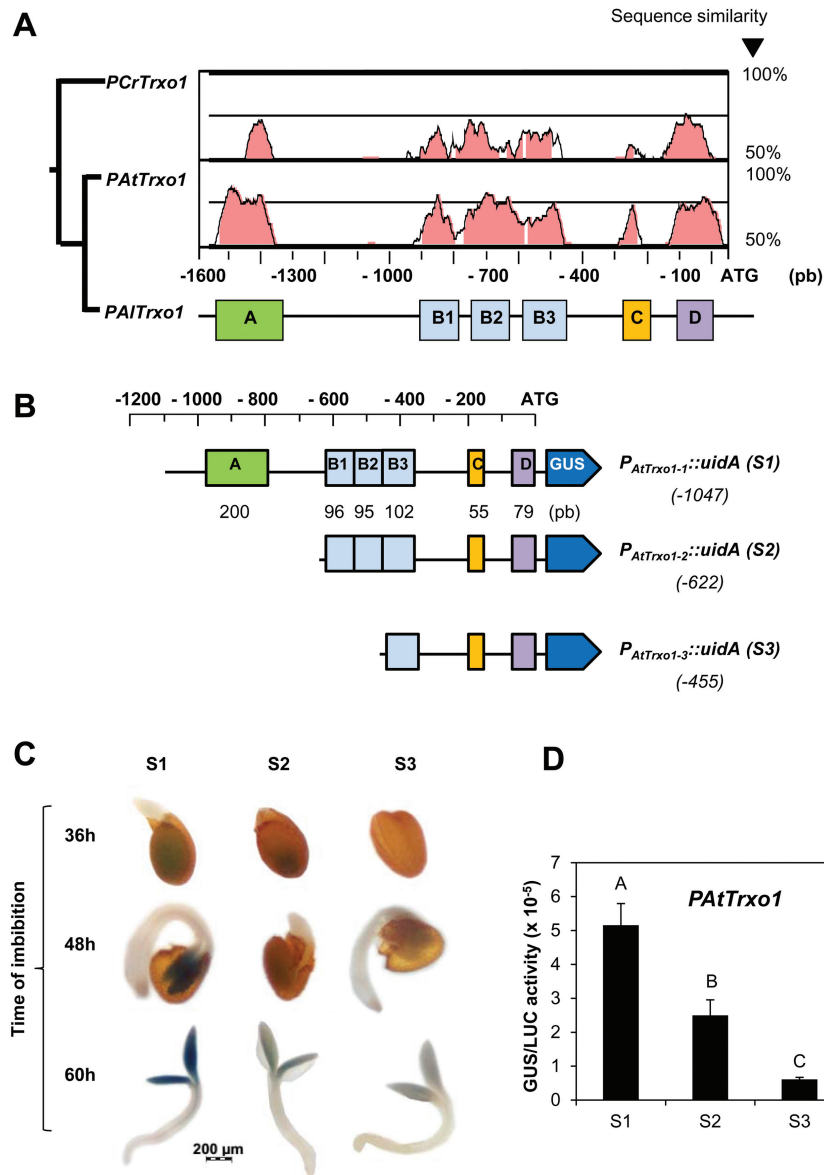 A
Sequence similarity
PCrTrxo1
100%
50%
PAtTrxo1
100%
50%
-1600 -1300 - 1000 - 700 - 400 - 100 ATG (pb)
PAlTrxo1
A B1 B2 B3 C D
B
-1200 - 1000 - 800 - 600 - 400 - 200 ATG
A B1 B2 B3 C D GUS P_AtTrxo1-1::uidA (S1)
(-1047)
200 96 95 102 55 79 (pb)
P_AtTrxo1-2::uidA (S2)
(-622)
P_AtTrxo1-3::uidA (S3)
(-455)
C
S1 S2 S3
Time of imbibition
36h
48h
60h
200 µm
D
PAtTrxo1
GUS/LUC activity (x 10⁻⁵)
7
6
5
4
3
2
1
0
A
B
C
S1 S2 S3